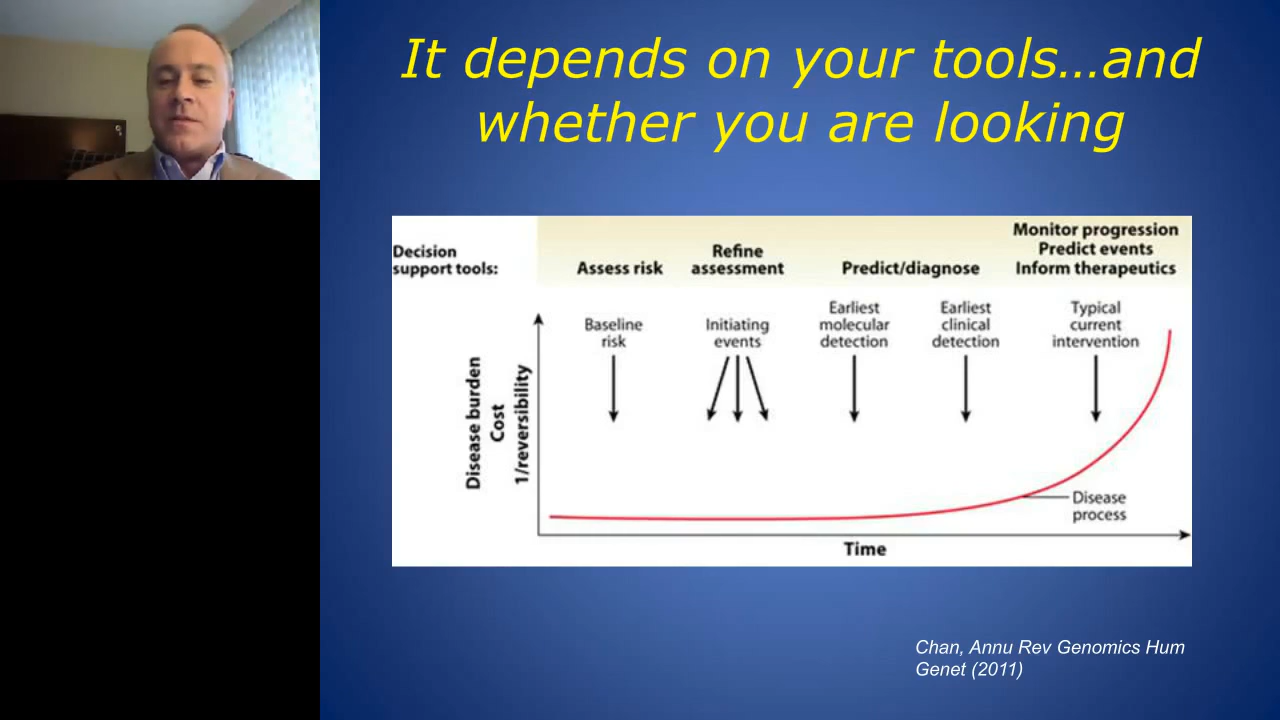 It depends on your tools…and
whether you are looking
Decision
support tools:
Assess risk
Refine
assessment
Predict/diagnose
Monitor progression
Predict events
Inform therapeutics
Baseline
risk
Initiating
events
Earliest
molecular
detection
Earliest
clinical
detection
Typical
current
intervention
Disease burden
Cost
1/reversibility
Disease
process
Time
Chan, Annu Rev Genomics Hum
Genet (2011)